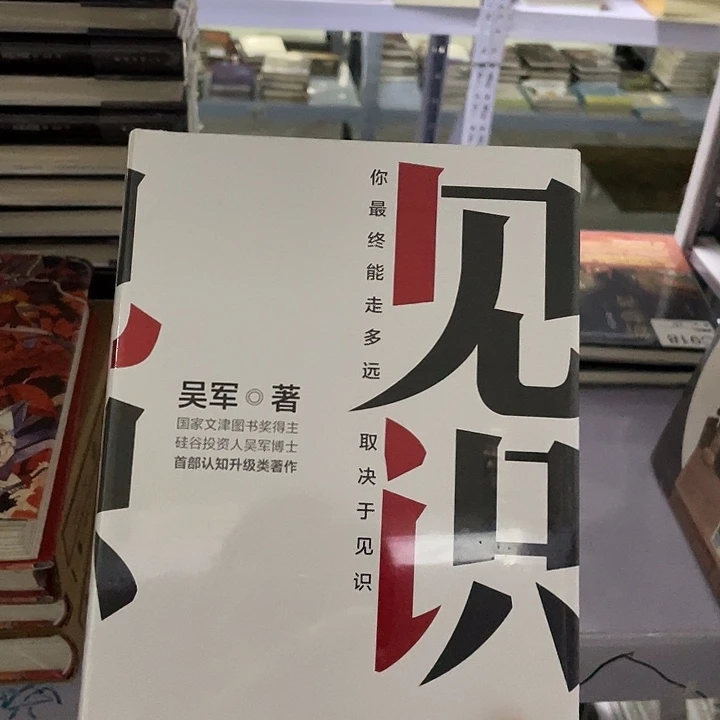 见识
你最终能走多远
取决于见识
吴军◎著
国家文津图书奖得主
硅谷投资人吴军博士
首部认知升级类著作